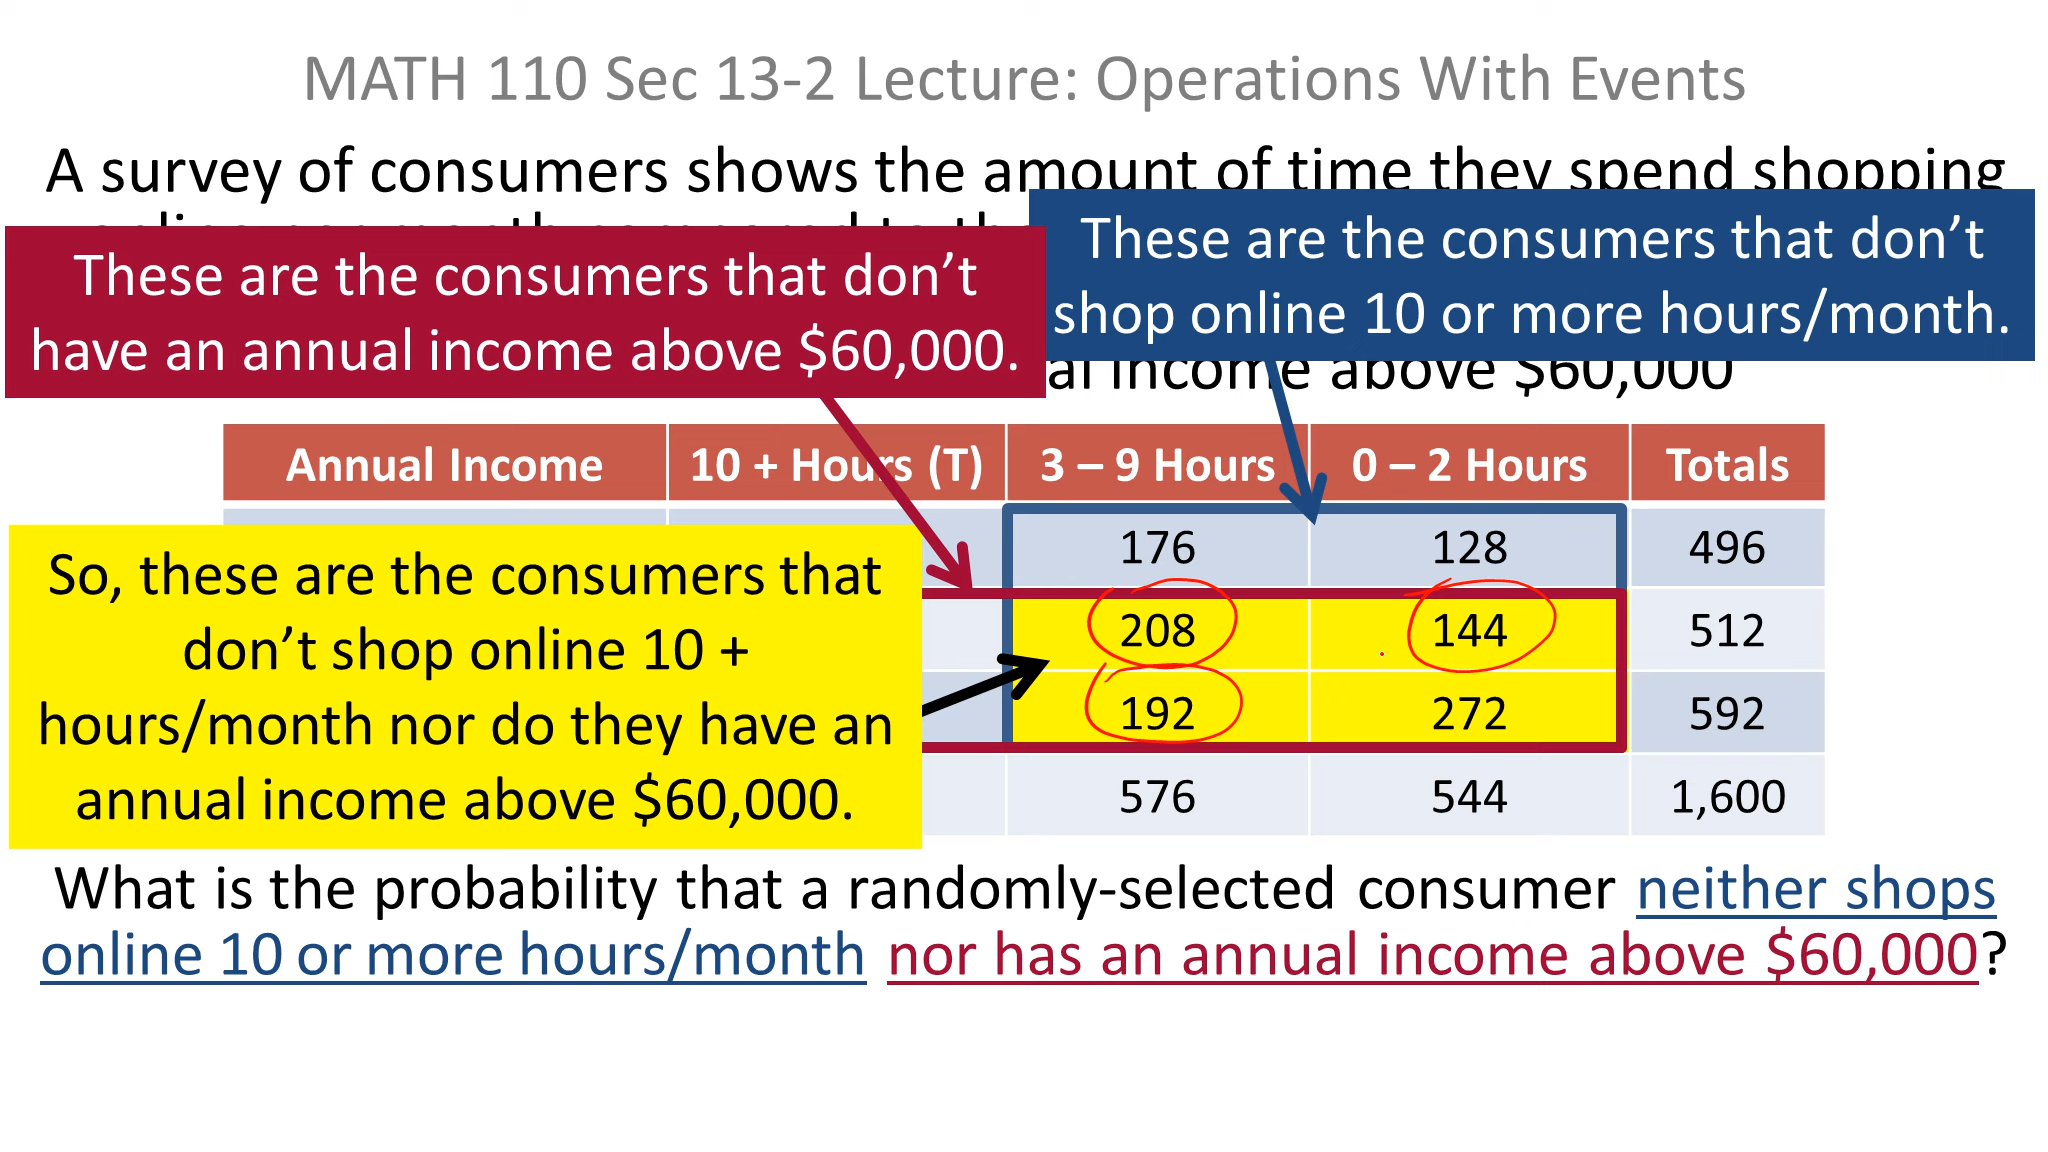 MATH 110 Sec 13-2 Lecture: Operations With Events
A survey of consumers shows the amount of time they spend shopping
These are the consumers that don’t
have an annual income above $60,000.
These are the consumers that don’t
shop online 10 or more hours/month.
al income above $60,000
Annual Income 10 + Hours (T) 3 – 9 Hours 0 – 2 Hours Totals
176 128 496
208 144 512
192 272 592
576 544 1,600
So, these are the consumers that
don’t shop online 10 +
hours/month nor do they have an
annual income above $60,000.
What is the probability that a randomly-selected consumer neither shops
online 10 or more hours/month nor has an annual income above $60,000?